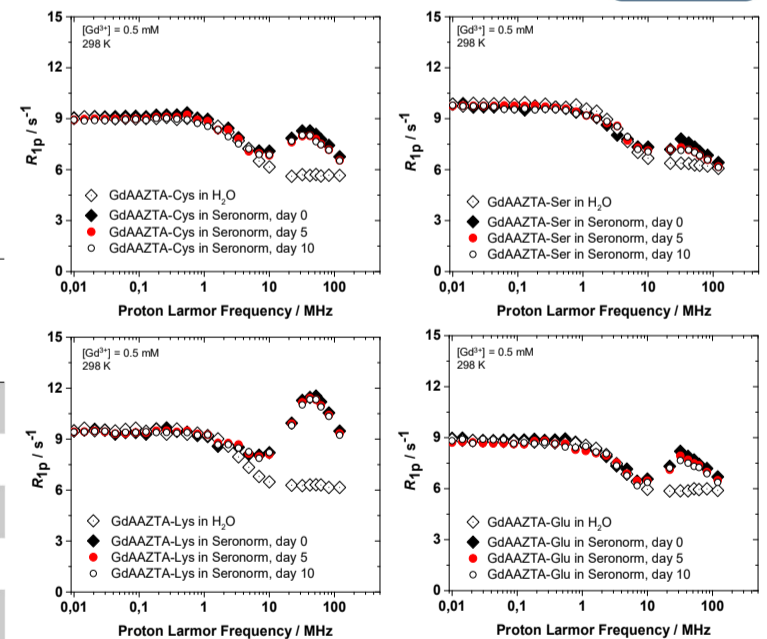 15
12
9
6
3
0
R1p / s-1
[Gd3+] = 0.5 mM
298 K
GdAAZTA-Cys in H2O
GdAAZTA-Cys in Seronorm, day 0
GdAAZTA-Cys in Seronorm, day 5
GdAAZTA-Cys in Seronorm, day 10
0,01 0,1 1 10 100
Proton Larmor Frequency / MHz
15
12
9
6
3
0
R1p / s-1
[Gd3+] = 0.5 mM
298 K
GdAAZTA-Ser in H2O
GdAAZTA-Ser in Seronorm, day 0
GdAAZTA-Ser in Seronorm, day 5
GdAAZTA-Ser in Seronorm, day 10
0,01 0,1 1 10 100
Proton Larmor Frequency / MHz
15
12
9
6
3
0
R1p / s-1
[Gd3+] = 0.5 mM
298 K
GdAAZTA-Lys in H2O
GdAAZTA-Lys in Seronorm, day 0
GdAAZTA-Lys in Seronorm, day 5
GdAAZTA-Lys in Seronorm, day 10
0,01 0,1 1 10 100
Proton Larmor Frequency / MHz
15
12
9
6
3
0
R1p / s-1
[Gd3+] = 0.5 mM
298 K
GdAAZTA-Glu in H2O
GdAAZTA-Glu in Seronorm, day 0
GdAAZTA-Glu in Seronorm, day 5
GdAAZTA-Glu in Seronorm, day 10
0,01 0,1 1 10 100
Proton Larmor Frequency / MHz